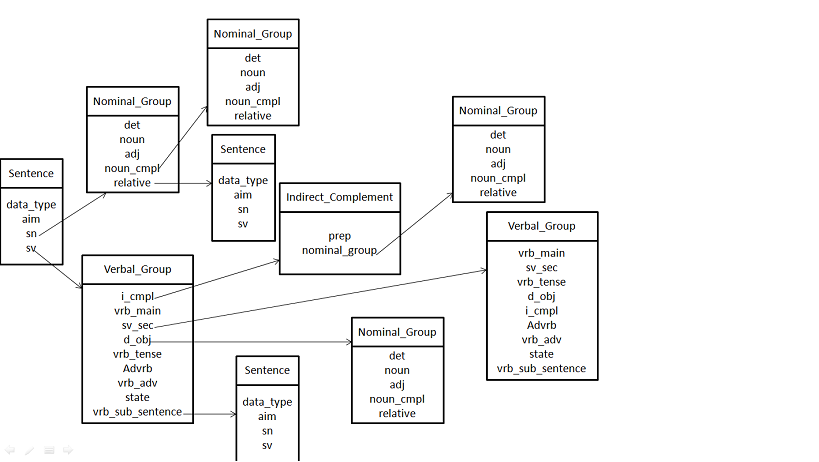 Nominal_Group
det
noun
adj
noun_cmpl
relative
Nominal_Group
det
noun
adj
noun_cmpl
relative
Nominal_Group
det
noun
adj
noun_cmpl
relative
Sentence
data_type
aim
sn
sv
Sentence
data_type
aim
sn
sv
Indirect_Complement
prep
nominal_group
Verbal_Group
vrb_main
sv_sec
vrb_tense
d_obj
i_cmpl
Advrb
vrb_adv
state
vrb_sub_sentence
Verbal_Group
i_cmpl
vrb_main
sv_sec
d_obj
vrb_tense
Advrb
vrb_adv
state
vrb_sub_sentence
Nominal_Group
det
noun
adj
noun_cmpl
relative
Sentence
data_type
aim
sn
sv